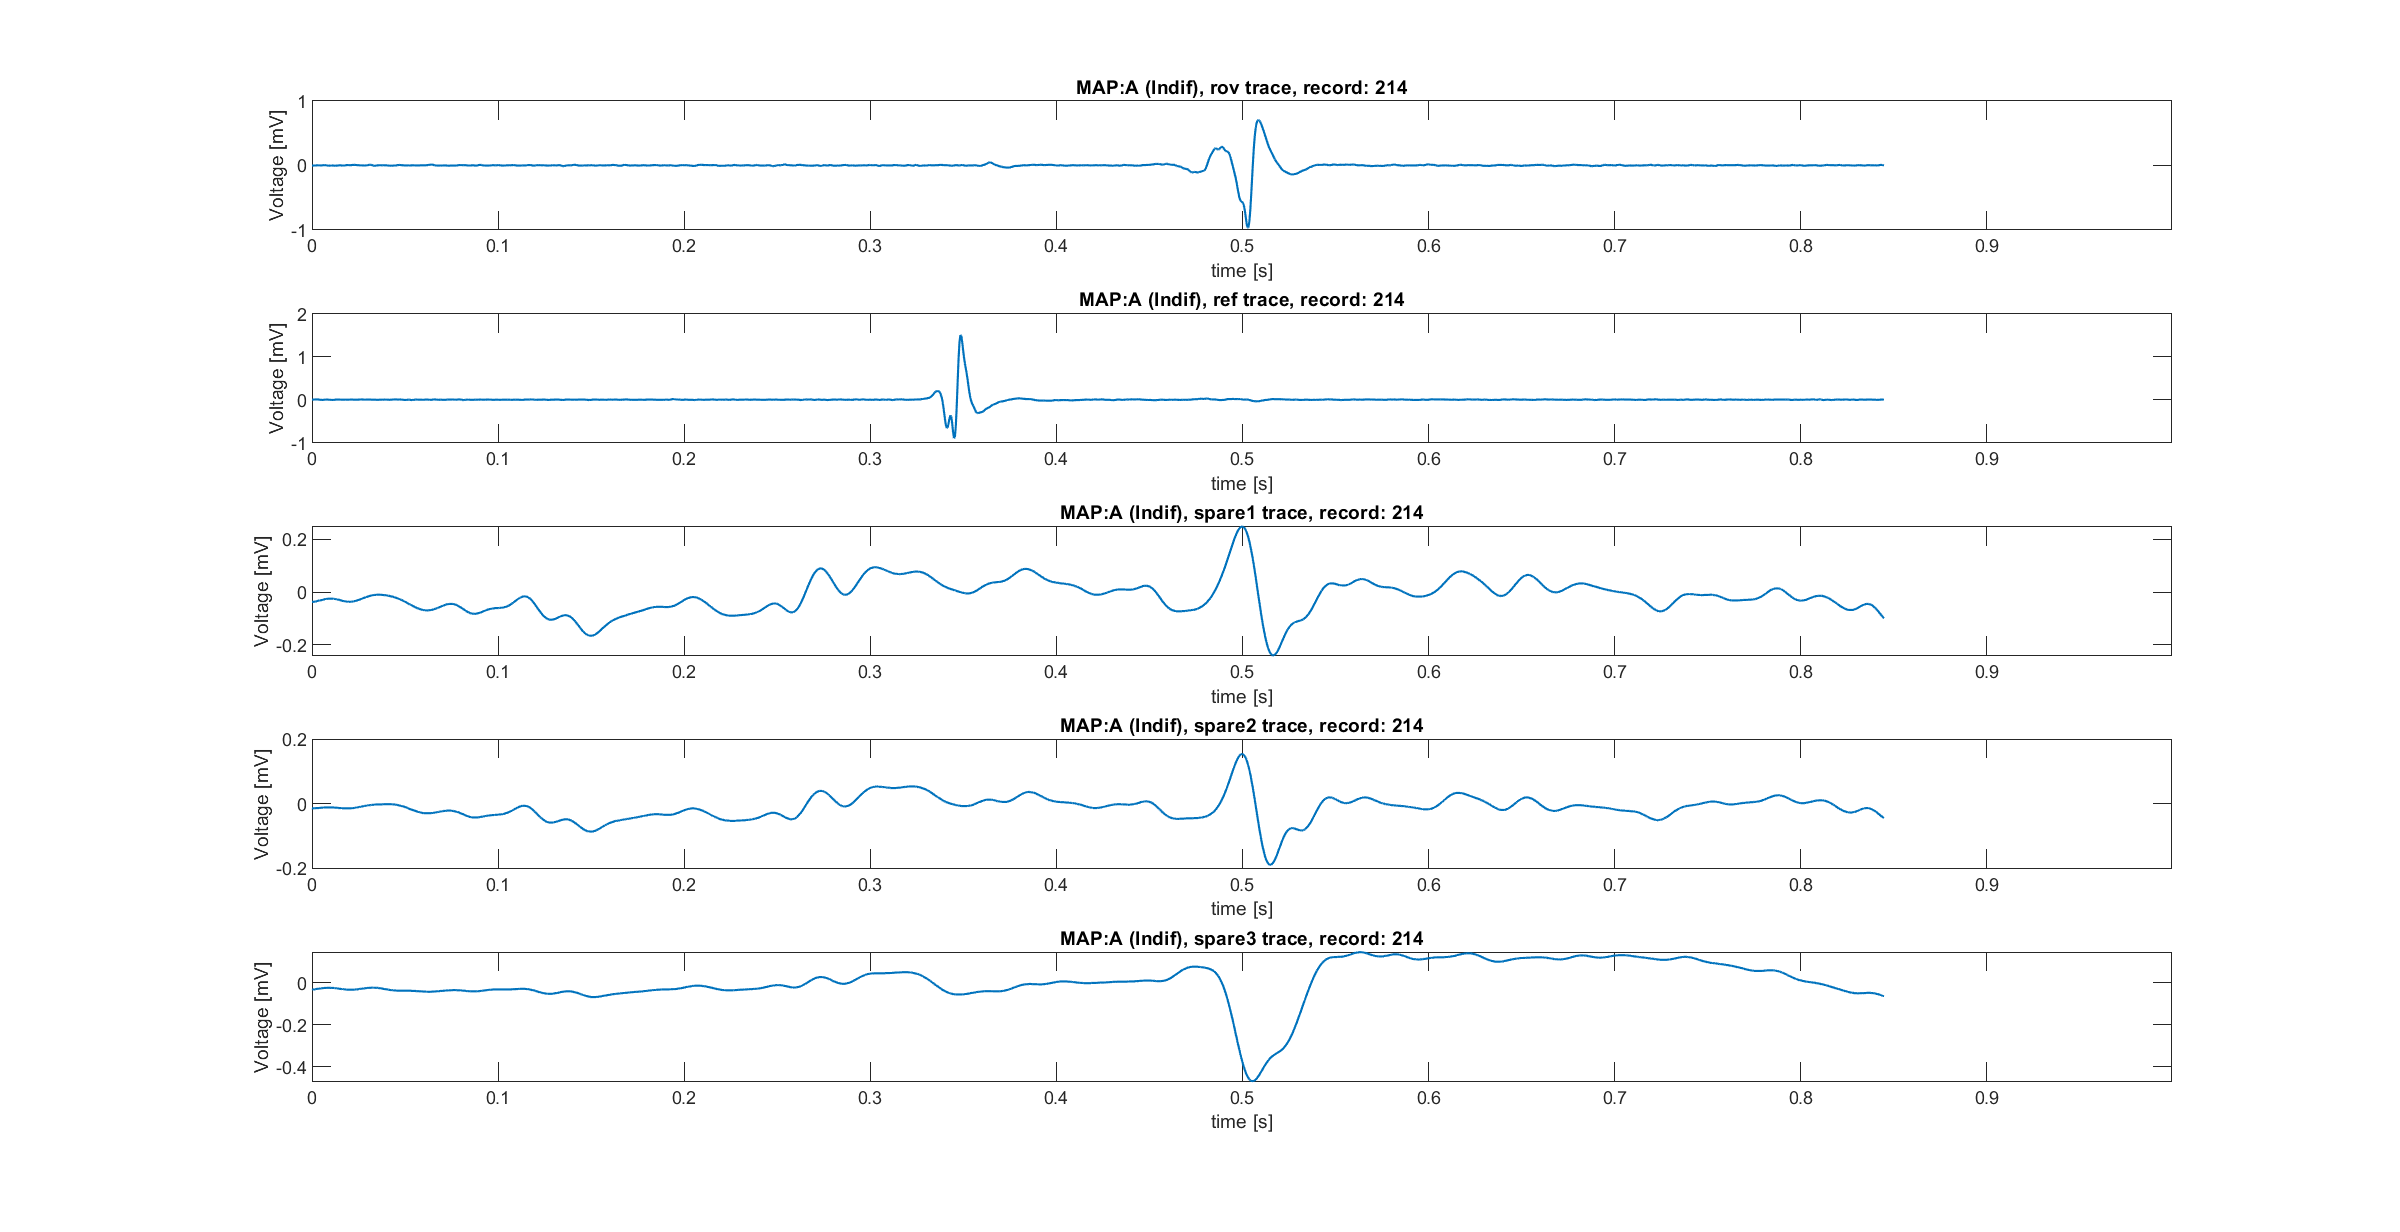 MAP:A (Indif), rov trace, record: 214
Voltage [mV]
1
0
-1
0 0.1 0.2 0.3 0.4 0.5 0.6 0.7 0.8 0.9
time [s]
MAP:A (Indif), ref trace, record: 214
Voltage [mV]
2
1
0
-1
0 0.1 0.2 0.3 0.4 0.5 0.6 0.7 0.8 0.9
time [s]
MAP:A (Indif), spare1 trace, record: 214
Voltage [mV]
0.2
0
-0.2
0 0.1 0.2 0.3 0.4 0.5 0.6 0.7 0.8 0.9
time [s]
MAP:A (Indif), spare2 trace, record: 214
Voltage [mV]
0.2
0
-0.2
0 0.1 0.2 0.3 0.4 0.5 0.6 0.7 0.8 0.9
time [s]
MAP:A (Indif), spare3 trace, record: 214
Voltage [mV]
0
-0.2
-0.4
0 0.1 0.2 0.3 0.4 0.5 0.6 0.7 0.8 0.9
time [s]